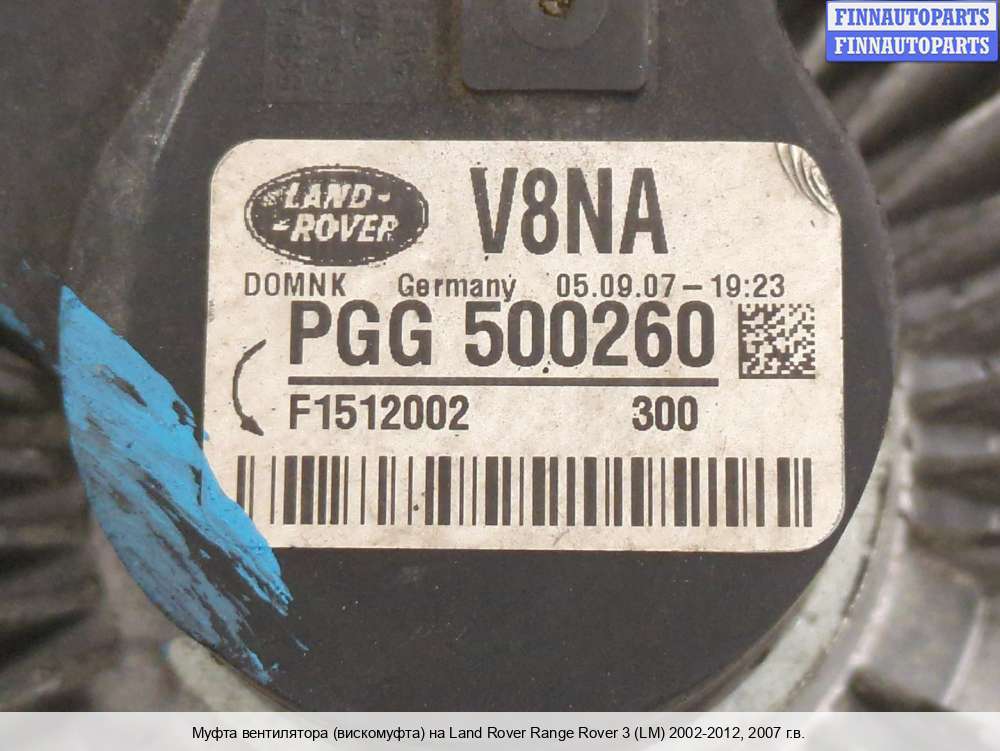 FINNAUTOPARTS
FINNAUTOPARTS
LAND-
-ROVER
V8NA
DOMNK Germany 05.09.07-19:23
PGG 500260
F1512002 300
Муфта вентилятора (вискомуфта) на Land Rover Range Rover 3 (LM) 2002-2012, 2007 г.в.